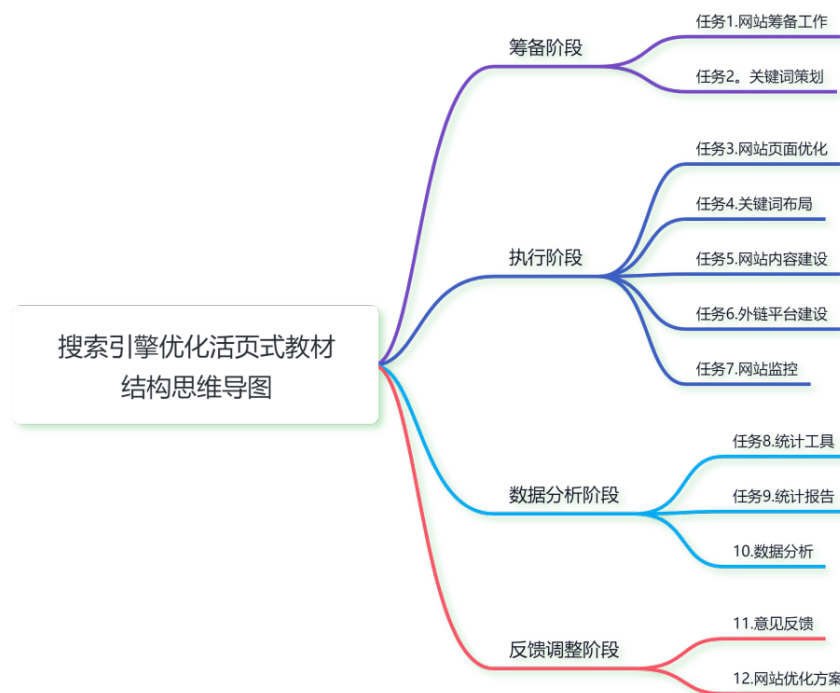 搜索引擎优化活页式教材
结构思维导图
筹备阶段
任务1.网站筹备工作
任务2。关键词策划
执行阶段
任务3.网站页面优化
任务4.关键词布局
任务5.网站内容建设
任务6.外链平台建设
任务7.网站监控
数据分析阶段
任务8.统计工具
任务9.统计报告
10.数据分析
反馈调整阶段
11.意见反馈
12.网站优化方案